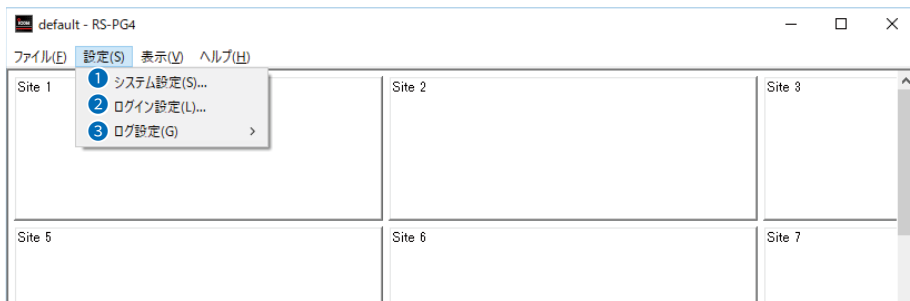 ICOM default - RS-PG4
ファイル(F) 設定(S) 表示(V) ヘルプ(H)
Site 1 Site 2 Site 3
1 システム設定(S)...
2 ログイン設定(L)...
3 ログ設定(G) >
Site 5 Site 6 Site 7